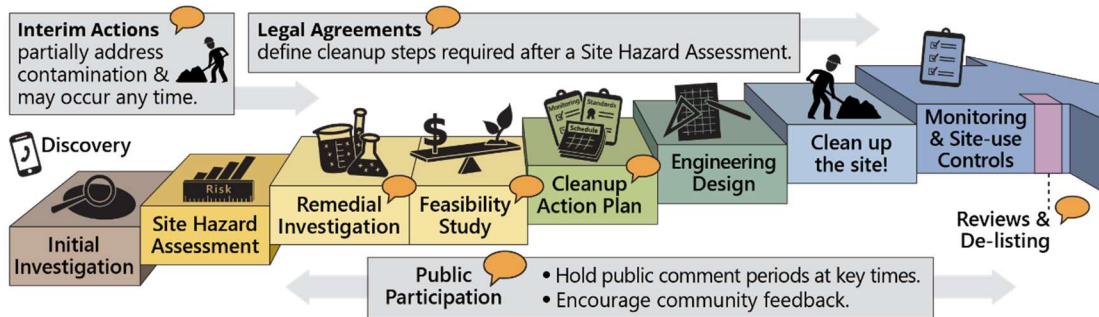 Interim Actions
partially address
contamination &
may occur any time.
Legal Agreements
define cleanup steps required after a Site Hazard Assessment.
Discovery
Initial
Investigation
Risk
Site Hazard
Assessment
Remedial
Investigation
$
Feasibility
Study
Monitoring
Standards
Schedule
Cleanup
Action Plan
Engineering
Design
Clean up
the site!
Monitoring
& Site-use
Controls
Reviews &
De-listing
Public
Participation
• Hold public comment periods at key times.
• Encourage community feedback.